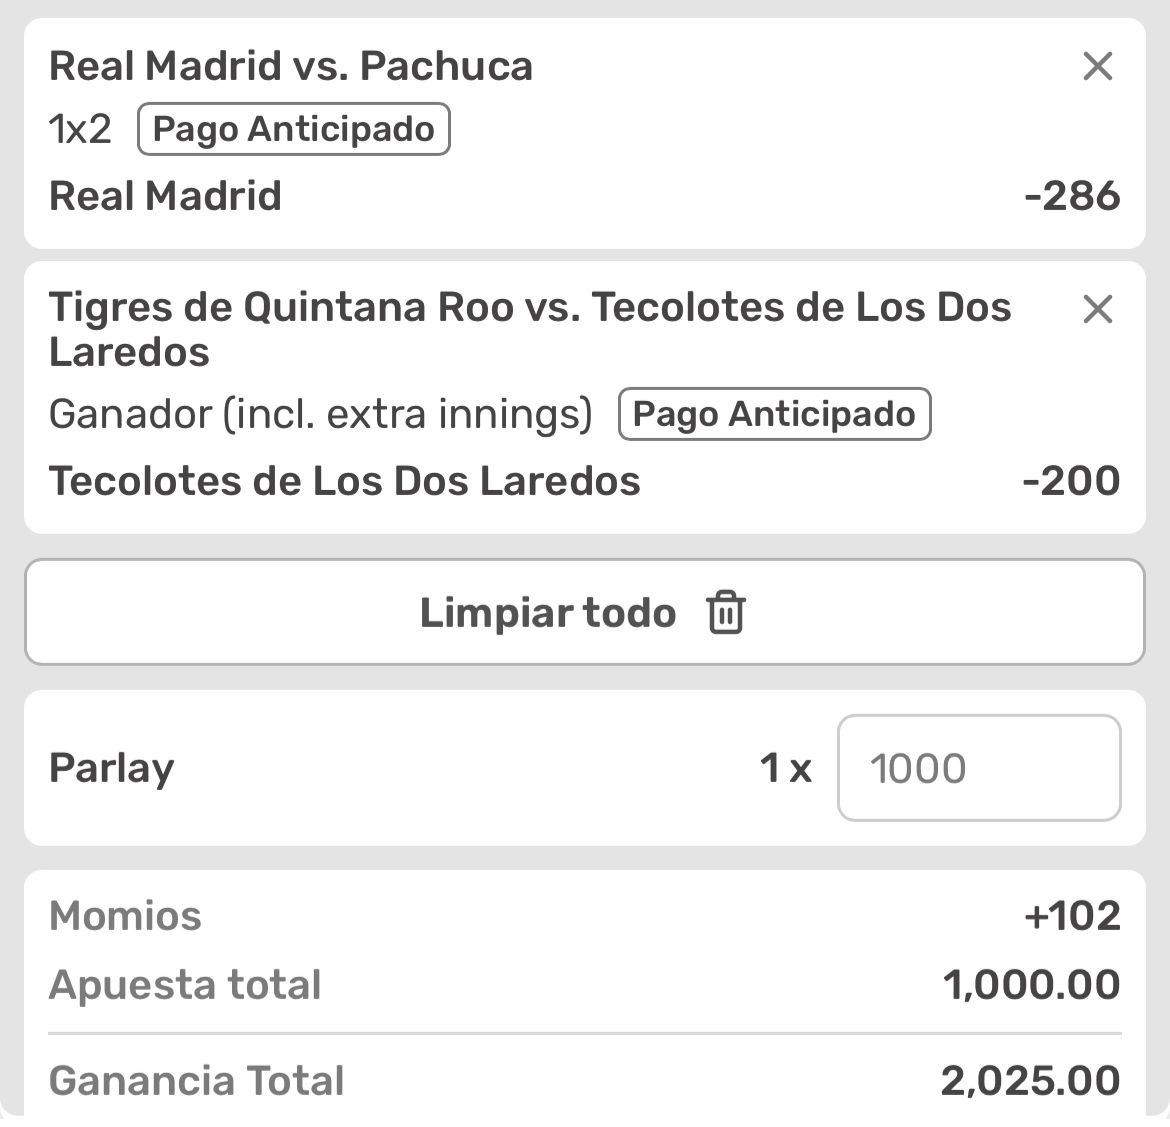 Real Madrid vs. Pachuca
1x2 Pago Anticipado
Real Madrid -286
Tigres de Quintana Roo vs. Tecolotes de Los Dos
Laredos
Ganador (incl. extra innings) Pago Anticipado
Tecolotes de Los Dos Laredos -200
Limpiar todo
Parlay 1 x 1000
Momios +102
Apuesta total 1,000.00
Ganancia Total 2,025.00